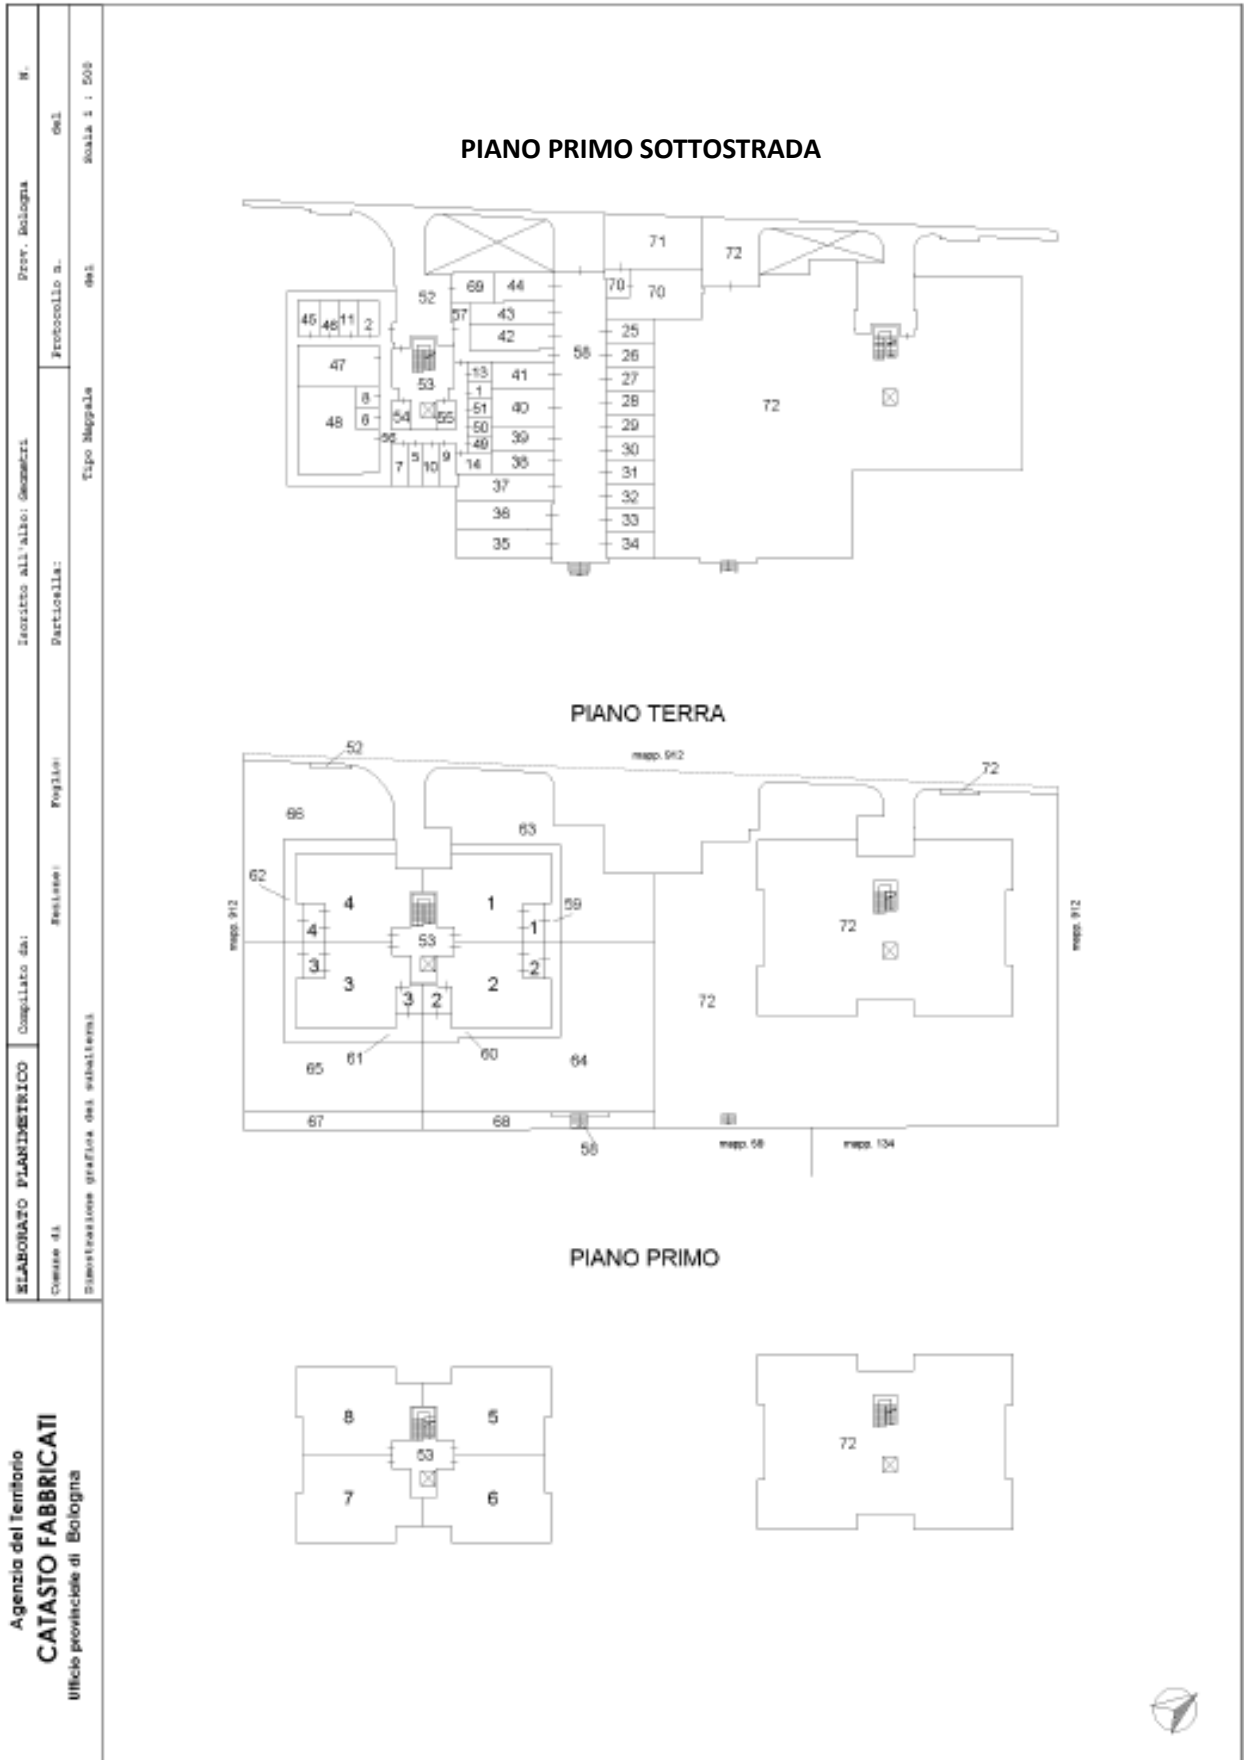 ELABORATO PLANIMETRICO
Compilato da:
Iscritto all'albo: Geometri
Prov. Bologna
N.
Comune di
Sezione:
Foglio:
Particella:
Protocollo n.
del
Dimostrazione grafica dei subalterni
Tipo Mappale
del
Scala 1 : 500
Agenzia del Territorio
CATASTO FABBRICATI
Ufficio provinciale di Bologna
PIANO PRIMO SOTTOSTRADA
71
72
52
69 44
70 70
57 43
45 46 11 2
42
58
25
26
47
53
13 41
27
8
1
72
28
48
6
54 55
51 40
29
50
56
49 39
30
7 5 10 9
14 38
31
37
32
36
33
35
34
PIANO TERRA
52
mapp. 912
72
66
63
62
4
1
59
mapp. 912
4
53
1
72
mapp. 912
3
2
3
2
3 2
72
61
60
65
64
67
68
58
mapp. 59
mapp. 134
PIANO PRIMO
8
5
53
72
7
6